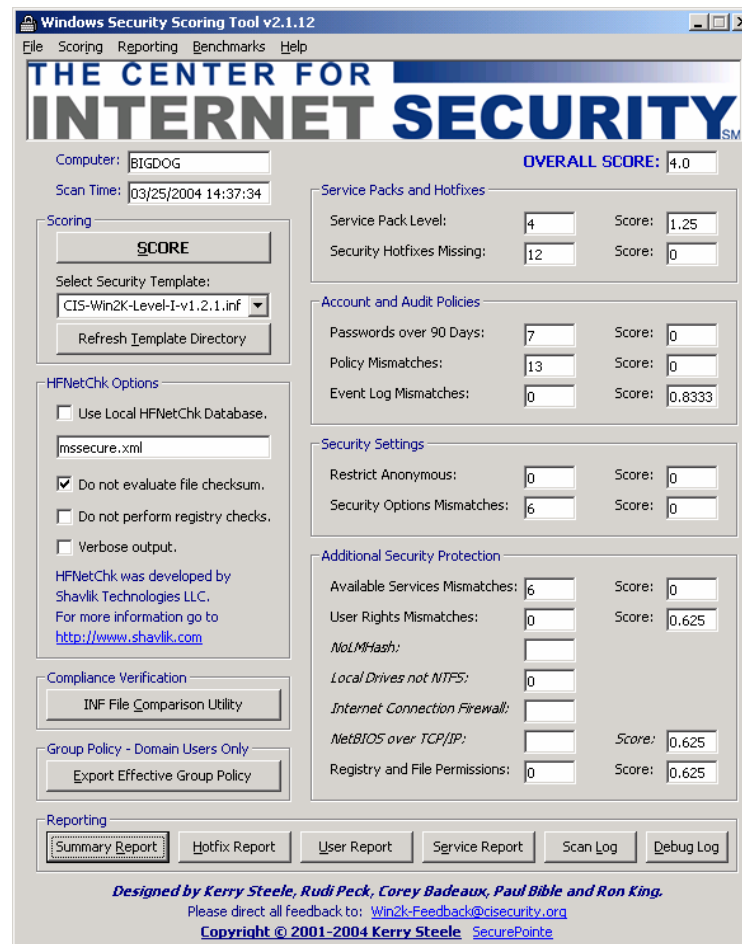 Windows Security Scoring Tool v2.1.12
File Scoring Reporting Benchmarks Help
THE CENTER FOR
INTERNET SECURITY SM
Computer: BIGDOG
OVERALL SCORE: 4.0
Scan Time: 03/25/2004 14:37:34
Scoring
SCORE
Select Security Template:
CIS-Win2K-Level-I-v1.2.1.inf
Refresh Template Directory
HFNetChk Options
Use Local HFNetChk Database.
mssecure.xml
Do not evaluate file checksum.
Do not perform registry checks.
Verbose output.
HFNetChk was developed by
Shavlik Technologies LLC.
For more information go to
http://www.shavlik.com
Compliance Verification
INF File Comparison Utility
Group Policy - Domain Users Only
Export Effective Group Policy
Service Packs and Hotfixes
Service Pack Level: 4 Score: 1.25
Security Hotfixes Missing: 12 Score: 0
Account and Audit Policies
Passwords over 90 Days: 7 Score: 0
Policy Mismatches: 13 Score: 0
Event Log Mismatches: 0 Score: 0.8333
Security Settings
Restrict Anonymous: 0 Score: 0
Security Options Mismatches: 6 Score: 0
Additional Security Protection
Available Services Mismatches: 6 Score: 0
User Rights Mismatches: 0 Score: 0.625
NoLMHash:
Local Drives not NTFS: 0
Internet Connection Firewall:
NetBIOS over TCP/IP: Score: 0.625
Registry and File Permissions: 0 Score: 0.625
Reporting
Summary Report Hotfix Report User Report Service Report Scan Log Debug Log
Designed by Kerry Steele, Rudi Peck, Corey Badeaux, Paul Bible and Ron King.
Please direct all feedback to: Win2k-Feedback@cisecurity.org
Copyright © 2001-2004 Kerry Steele SecurePointe